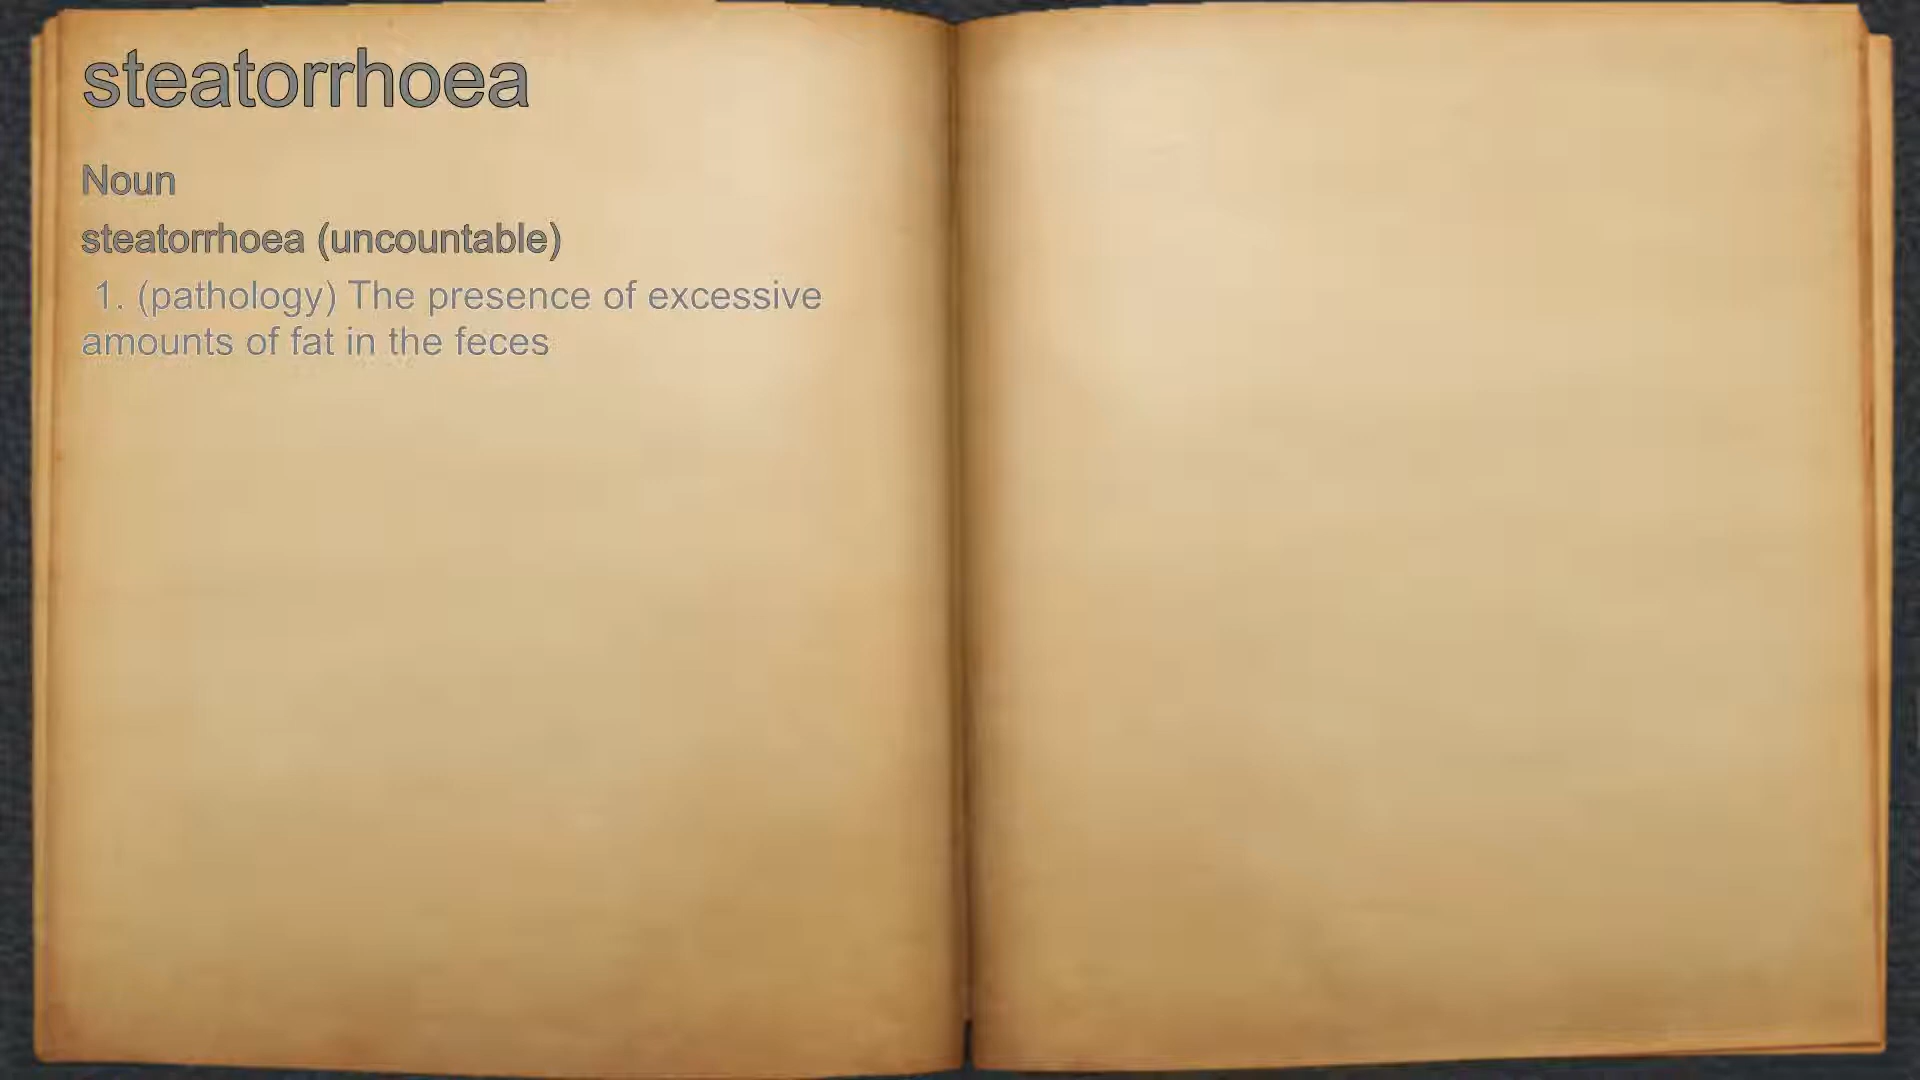 steatorrhoea
Noun
steatorrhoea (uncountable)
1. (pathology) The presence of excessive
amounts of fat in the feces